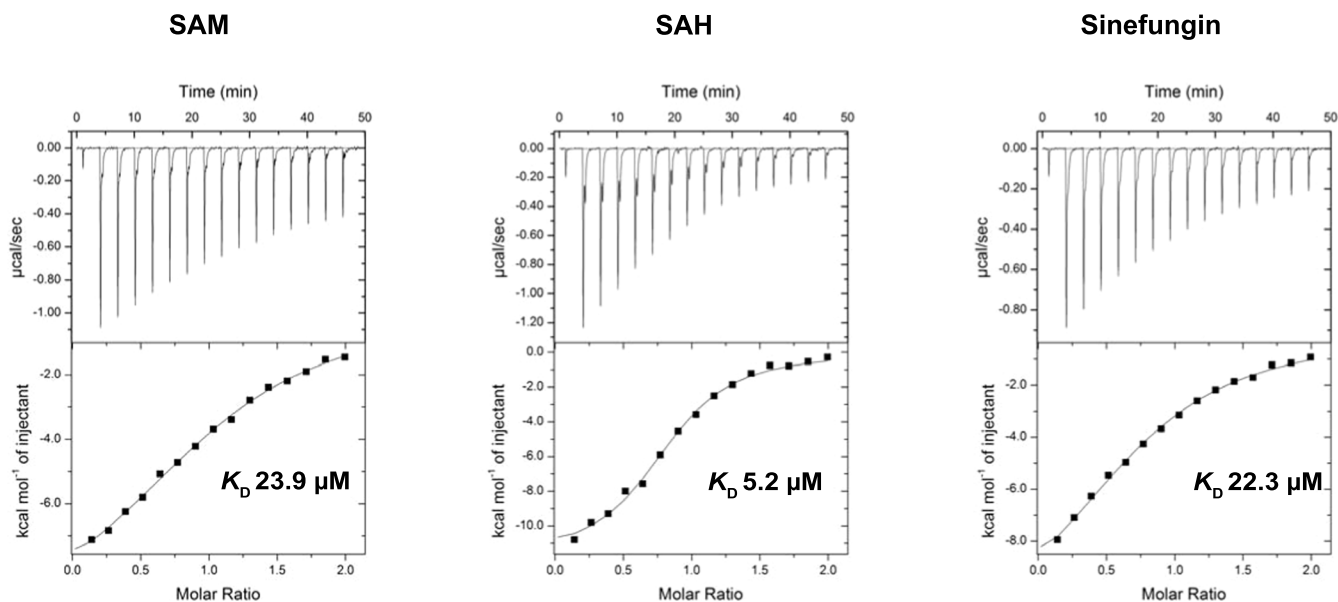 SAM
SAH
Sinefungin
Time (min)
0 10 20 30 40 50
0.00
-0.20
-0.40
-0.60
-0.80
-1.00
µcal/sec
-2.0
-4.0
-6.0
kcal mol⁻¹ of injectant
K_D 23.9 µM
0.0 0.5 1.0 1.5 2.0
Molar Ratio
Time (min)
0 10 20 30 40 50
0.00
-0.20
-0.40
-0.60
-0.80
-1.00
-1.20
µcal/sec
0.0
-2.0
-4.0
-6.0
-8.0
-10.0
kcal mol⁻¹ of injectant
K_D 5.2 µM
0.0 0.5 1.0 1.5 2.0
Molar Ratio
Time (min)
0 10 20 30 40 50
0.00
-0.20
-0.40
-0.60
-0.80
µcal/sec
-2.0
-4.0
-6.0
-8.0
kcal mol⁻¹ of injectant
K_D 22.3 µM
0.0 0.5 1.0 1.5 2.0
Molar Ratio